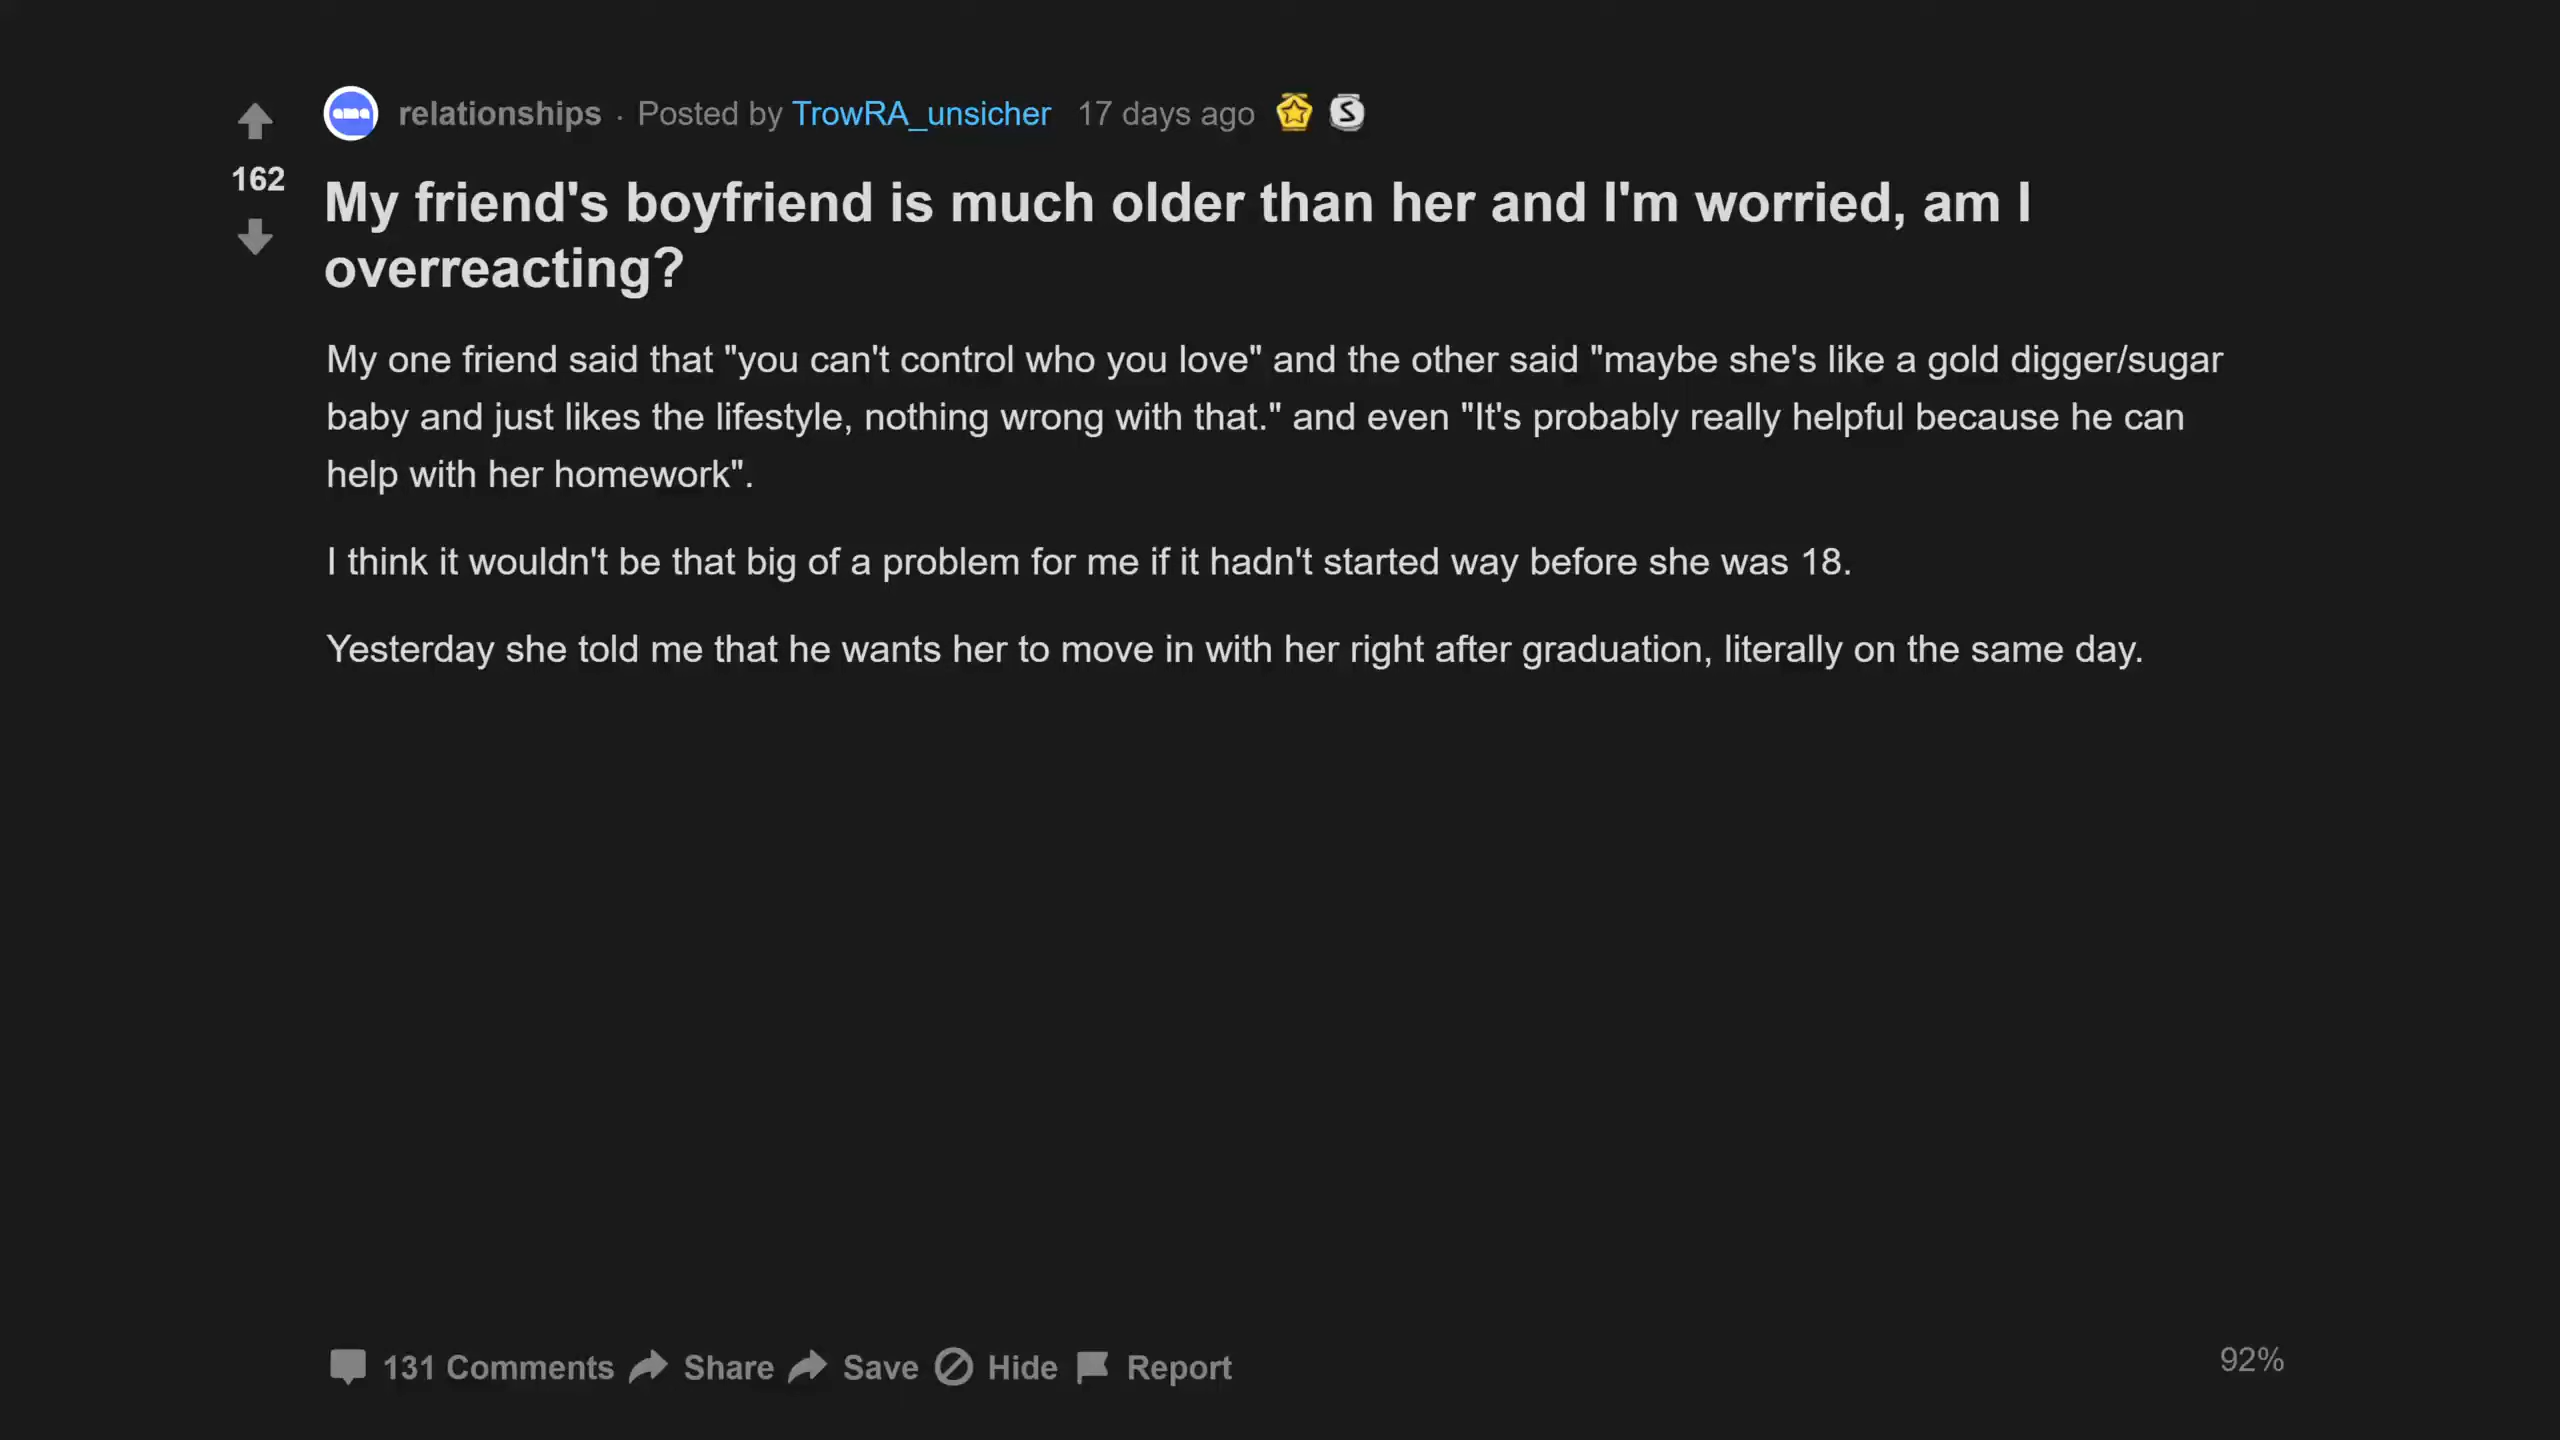 relationships · Posted by TrowRA_unsicher 17 days ago
162
My friend's boyfriend is much older than her and I'm worried, am I
overreacting?
My one friend said that "you can't control who you love" and the other said "maybe she's like a gold digger/sugar
baby and just likes the lifestyle, nothing wrong with that." and even "It's probably really helpful because he can
help with her homework".
I think it wouldn't be that big of a problem for me if it hadn't started way before she was 18.
Yesterday she told me that he wants her to move in with her right after graduation, literally on the same day.
131 Comments Share Save Hide Report
92%